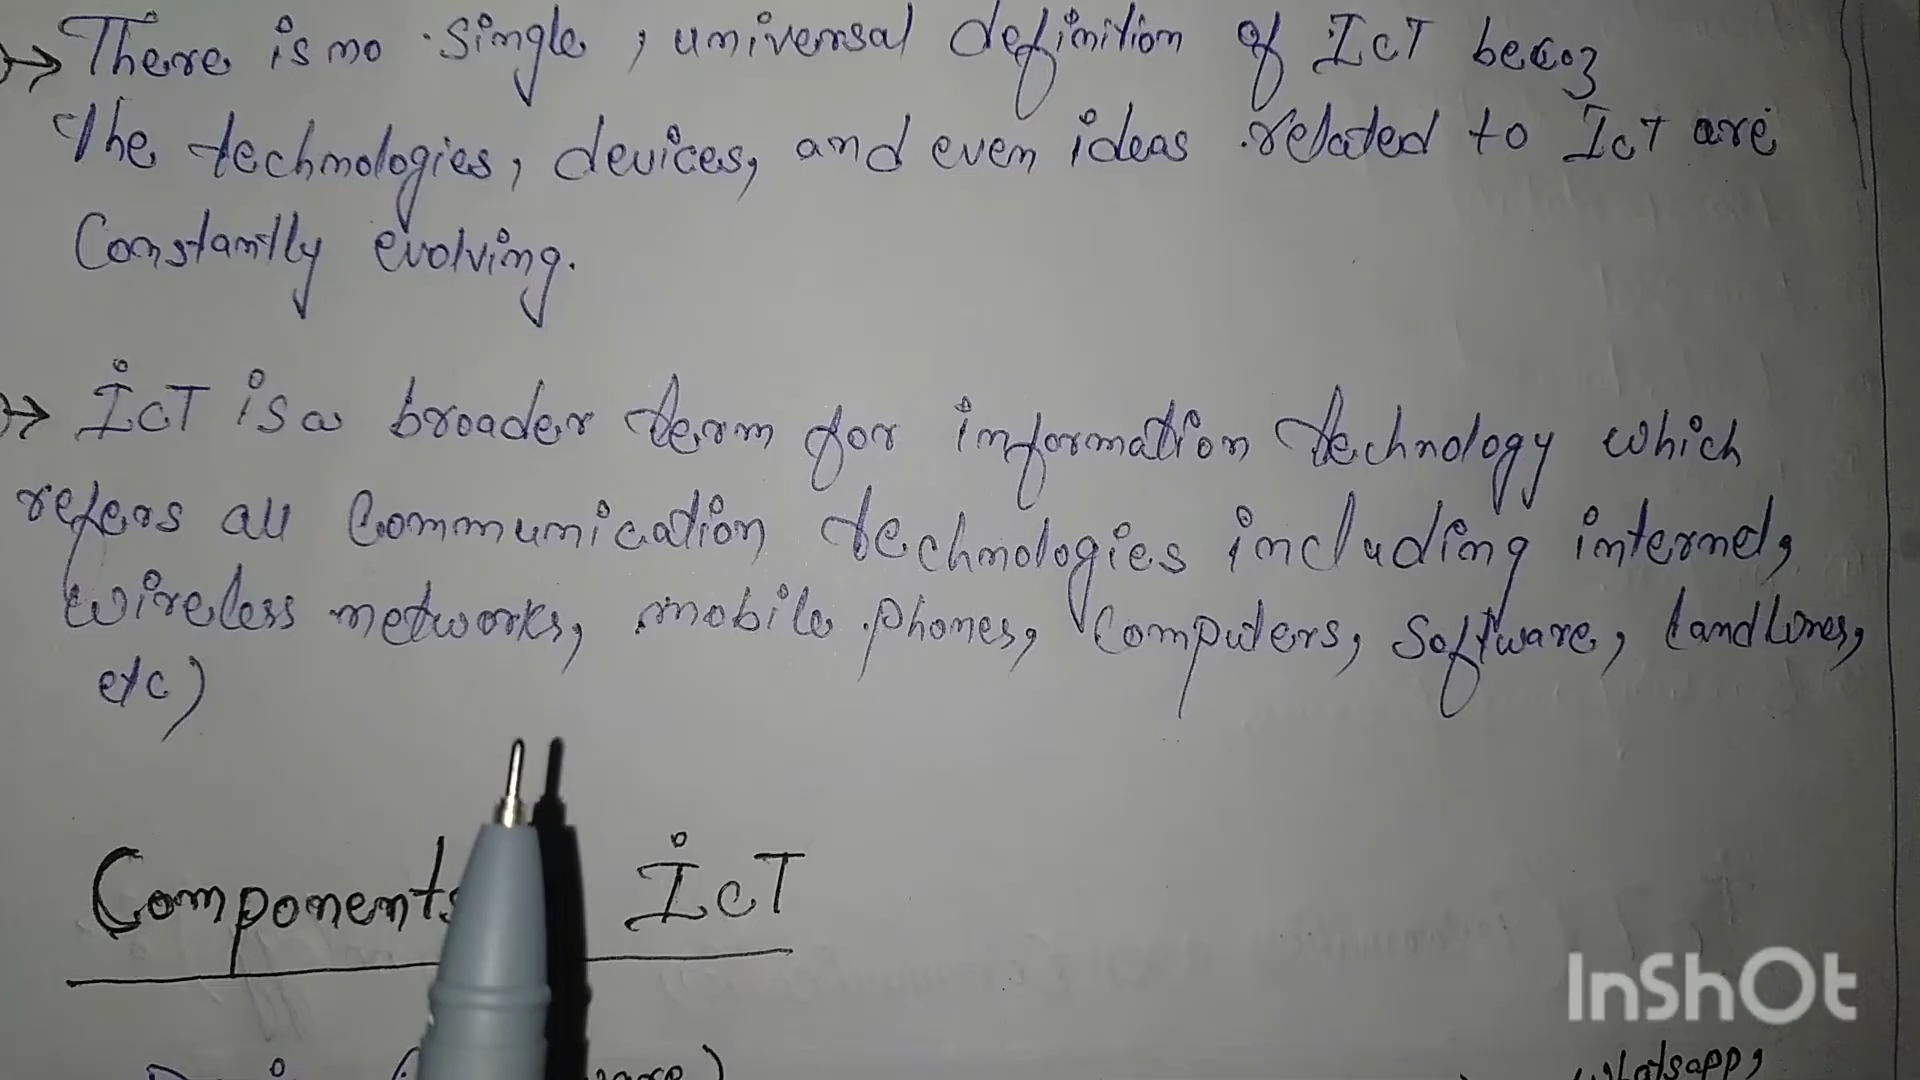 → There is no single, universal definition of ICT becoz
the technologies, devices, and even ideas related to ICT are
Constantly evolving.
→ ICT is a broader term for information technology which
refers all Communication technologies including internet,
wireless networks, mobile phones, Computers, Software, landlines,
etc)
Components ICT
InShOt
whatsapp,